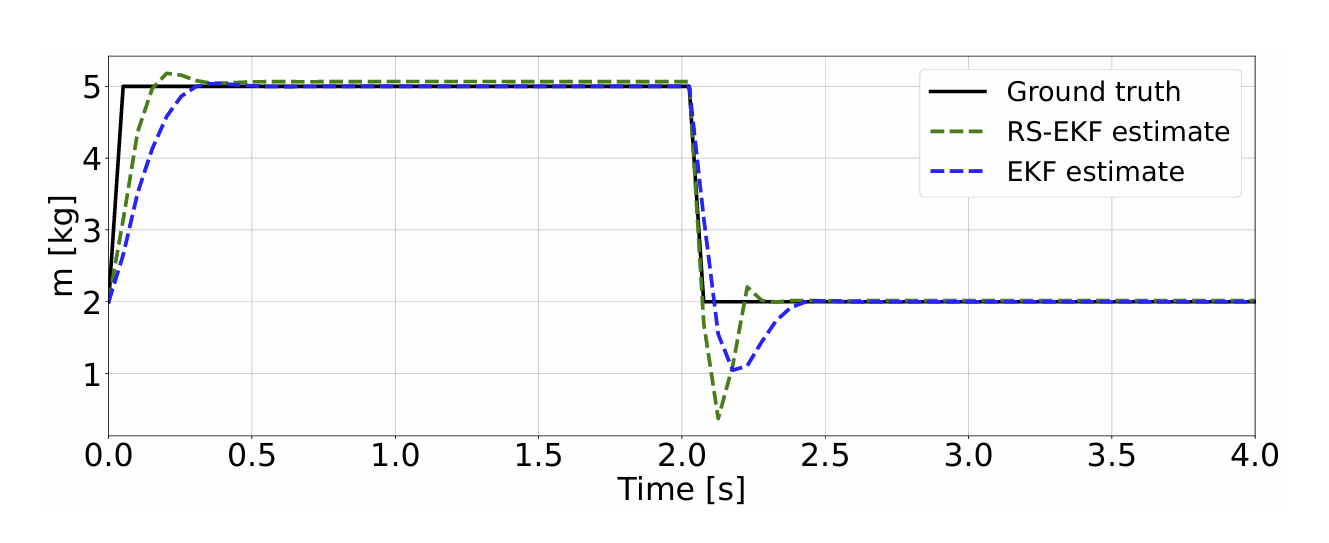 m [kg]
5
4
3
2
1
Ground truth
RS-EKF estimate
EKF estimate
0.0 0.5 1.0 1.5 2.0 2.5 3.0 3.5 4.0
Time [s]